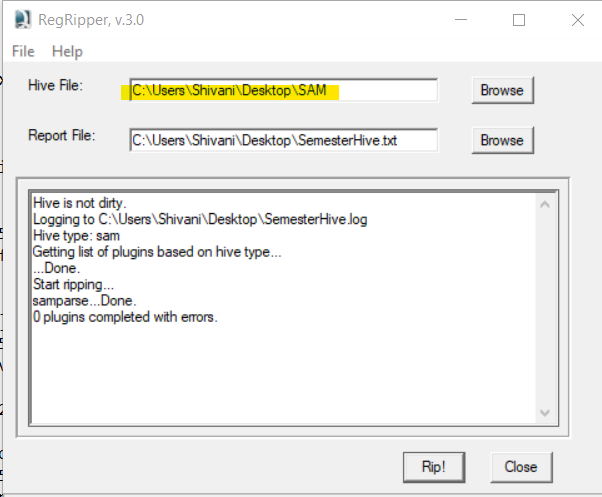 RegRipper, v.3.0
File Help
Hive File: C:\Users\Shivani\Desktop\SAM Browse
Report File: C:\Users\Shivani\Desktop\SemesterHive.txt Browse
Hive is not dirty.
Logging to C:\Users\Shivani\Desktop\SemesterHive.log
Hive type: sam
Getting list of plugins based on hive type...
...Done.
Start ripping...
samparse...Done.
0 plugins completed with errors.
Rip! Close